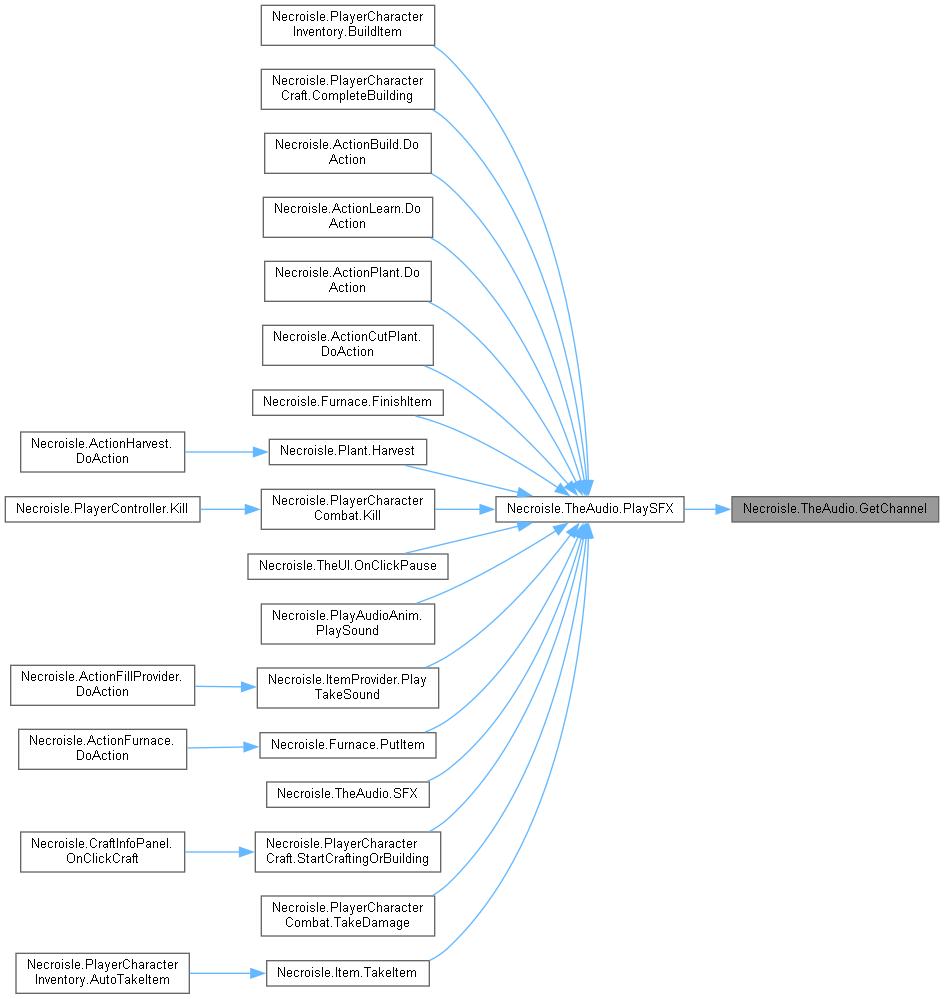 Necroisle.PlayerCharacter
Inventory.BuildItem
Necroisle.PlayerCharacter
Craft.CompleteBuilding
Necroisle.ActionBuild.Do
Action
Necroisle.ActionLearn.Do
Action
Necroisle.ActionPlant.Do
Action
Necroisle.ActionCutPlant.
DoAction
Necroisle.Furnace.FinishItem
Necroisle.ActionHarvest.
DoAction
Necroisle.Plant.Harvest
Necroisle.PlayerController.Kill
Necroisle.PlayerCharacter
Combat.Kill
Necroisle.TheAudio.PlaySFX
Necroisle.TheAudio.GetChannel
Necroisle.TheUI.OnClickPause
Necroisle.PlayAudioAnim.
PlaySound
Necroisle.ActionFillProvider.
DoAction
Necroisle.ItemProvider.Play
TakeSound
Necroisle.ActionFurnace.
DoAction
Necroisle.Furnace.PutItem
Necroisle.TheAudio.SFX
Necroisle.CraftInfoPanel.
OnClickCraft
Necroisle.PlayerCharacter
Craft.StartCraftingOrBuilding
Necroisle.PlayerCharacter
Combat.TakeDamage
Necroisle.PlayerCharacter
Inventory.AutoTakeItem
Necroisle.Item.TakeItem